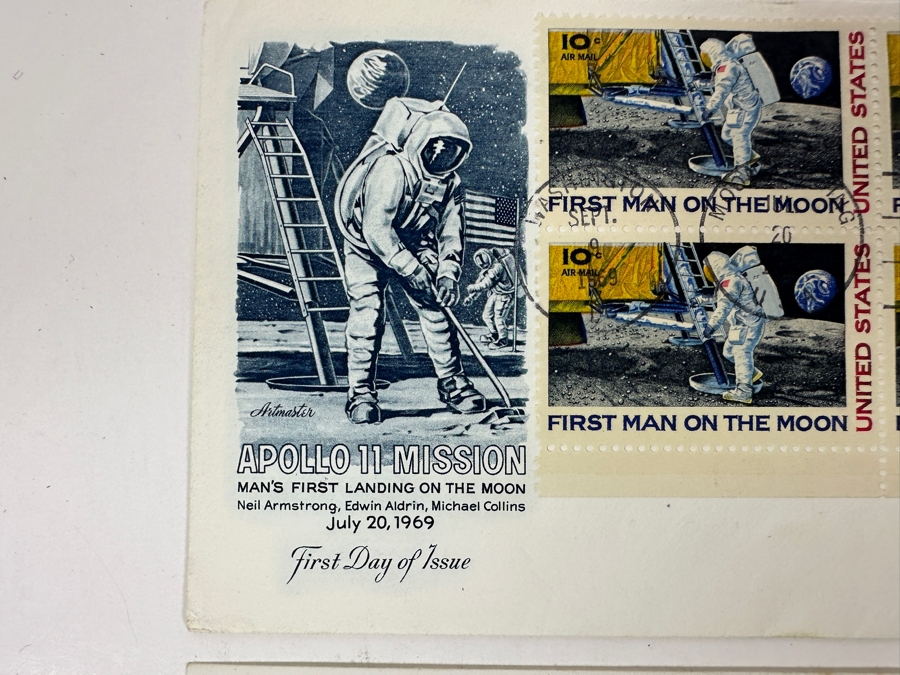 Artmaster
APOLLO 11 MISSION
MAN'S FIRST LANDING ON THE MOON
Neil Armstrong, Edwin Aldrin, Michael Collins
July 20, 1969
First Day of Issue
10c
AIR MAIL
UNITED STATES
FIRST MAN ON THE MOON
WASHINGTON
SEPT.
9
1969
20
10c
AIR MAIL
UNITED STATES
FIRST MAN ON THE MOON